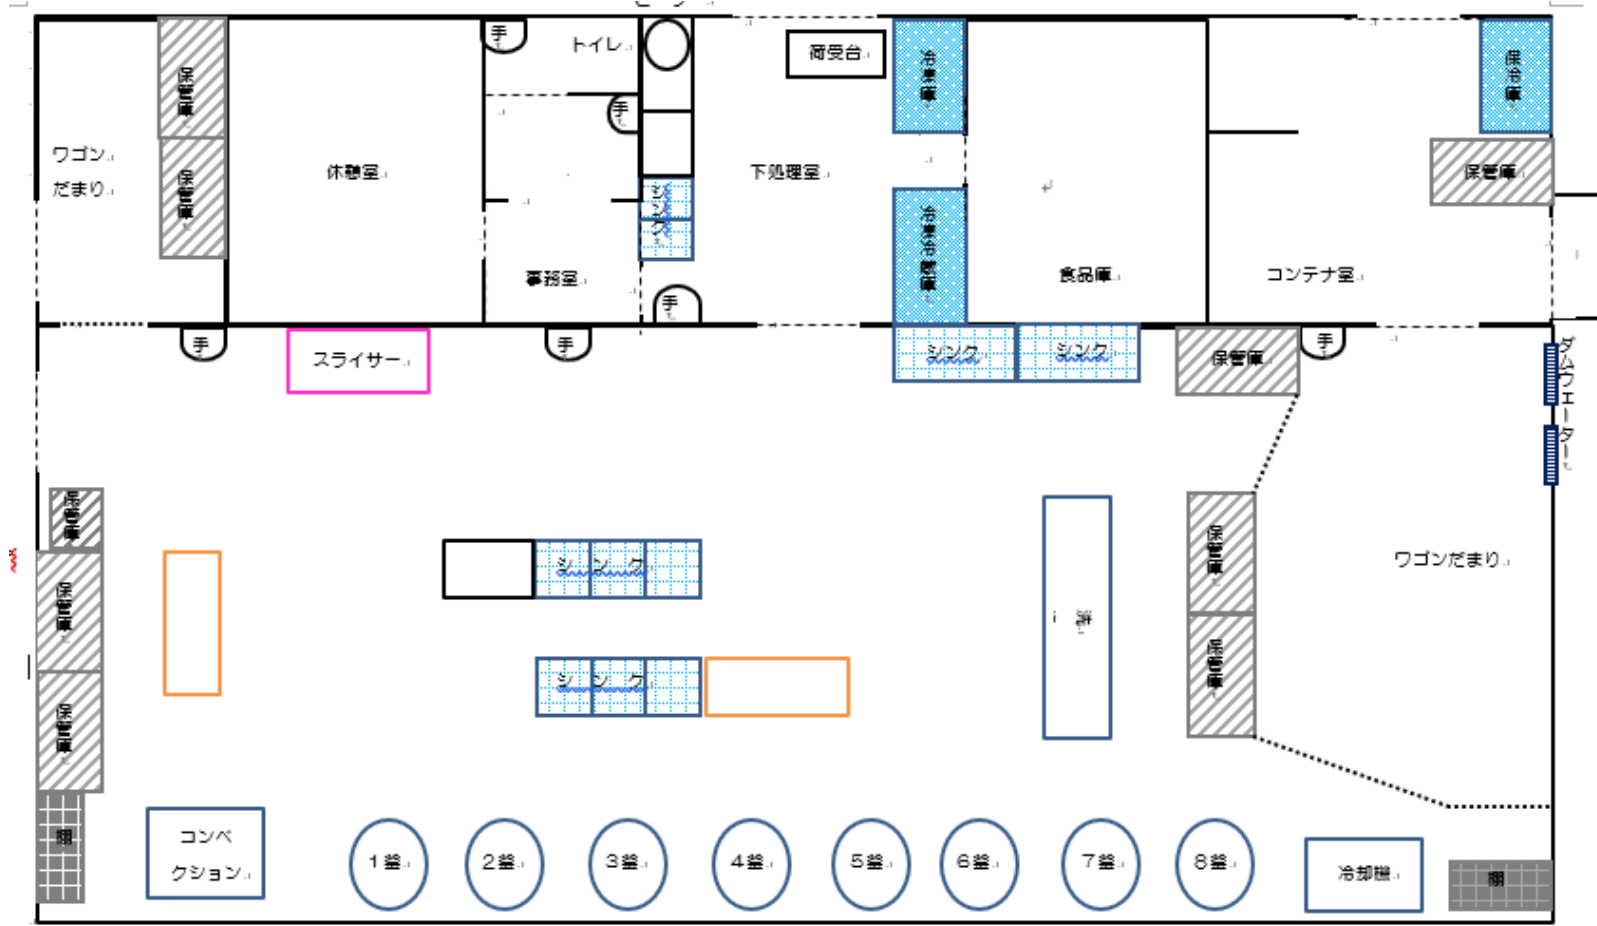 手
トイレ
荷受台
冷凍庫
保冷庫
保管庫
ワゴン
だまり
保管庫
休憩室
手
シンク
下処理室
冷凍冷蔵庫
保管庫
事務室
手
食品庫
コンテナ室
手
スライサー
手
シンク
シンク
保管庫
手
ダムウェーター
保管庫
保管庫
保管庫
シンク
シンク
洗
保管庫
保管庫
ワゴンだまり
棚
コンベ
クション
1釜
2釜
3釜
4釜
5釜
6釜
7釜
8釜
冷却機
棚